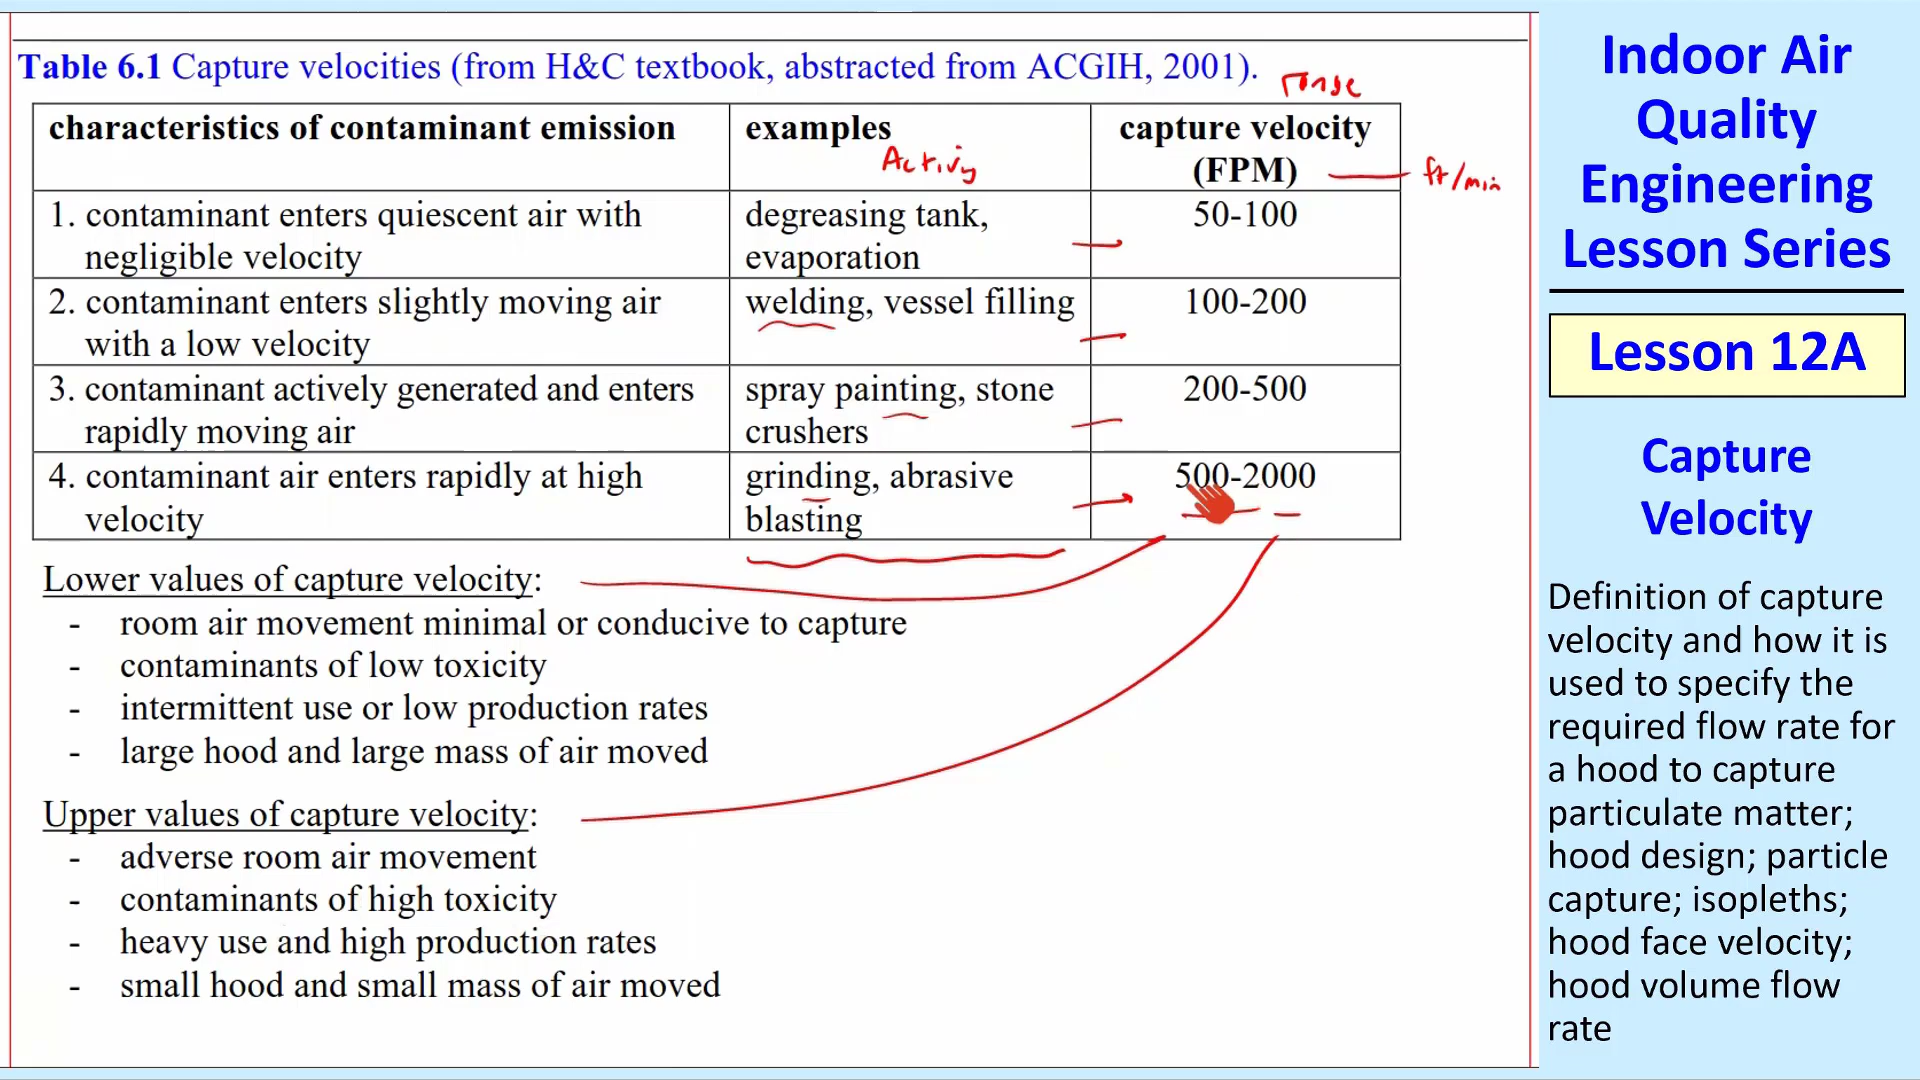 Table 6.1 Capture velocities (from H&C textbook, abstracted from ACGIH, 2001).
range
characteristics of contaminant emission
examples
Activity
capture velocity
(FPM)
ft/min
1. contaminant enters quiescent air with
negligible velocity
degreasing tank,
evaporation
50-100
2. contaminant enters slightly moving air
with a low velocity
welding, vessel filling
100-200
3. contaminant actively generated and enters
rapidly moving air
spray painting, stone
crushers
200-500
4. contaminant air enters rapidly at high
velocity
grinding, abrasive
blasting
500-2000
Lower values of capture velocity:
- room air movement minimal or conducive to capture
- contaminants of low toxicity
- intermittent use or low production rates
- large hood and large mass of air moved
Upper values of capture velocity:
- adverse room air movement
- contaminants of high toxicity
- heavy use and high production rates
- small hood and small mass of air moved
Indoor Air
Quality
Engineering
Lesson Series
Lesson 12A
Capture
Velocity
Definition of capture
velocity and how it is
used to specify the
required flow rate for
a hood to capture
particulate matter;
hood design; particle
capture; isopleths;
hood face velocity;
hood volume flow
rate